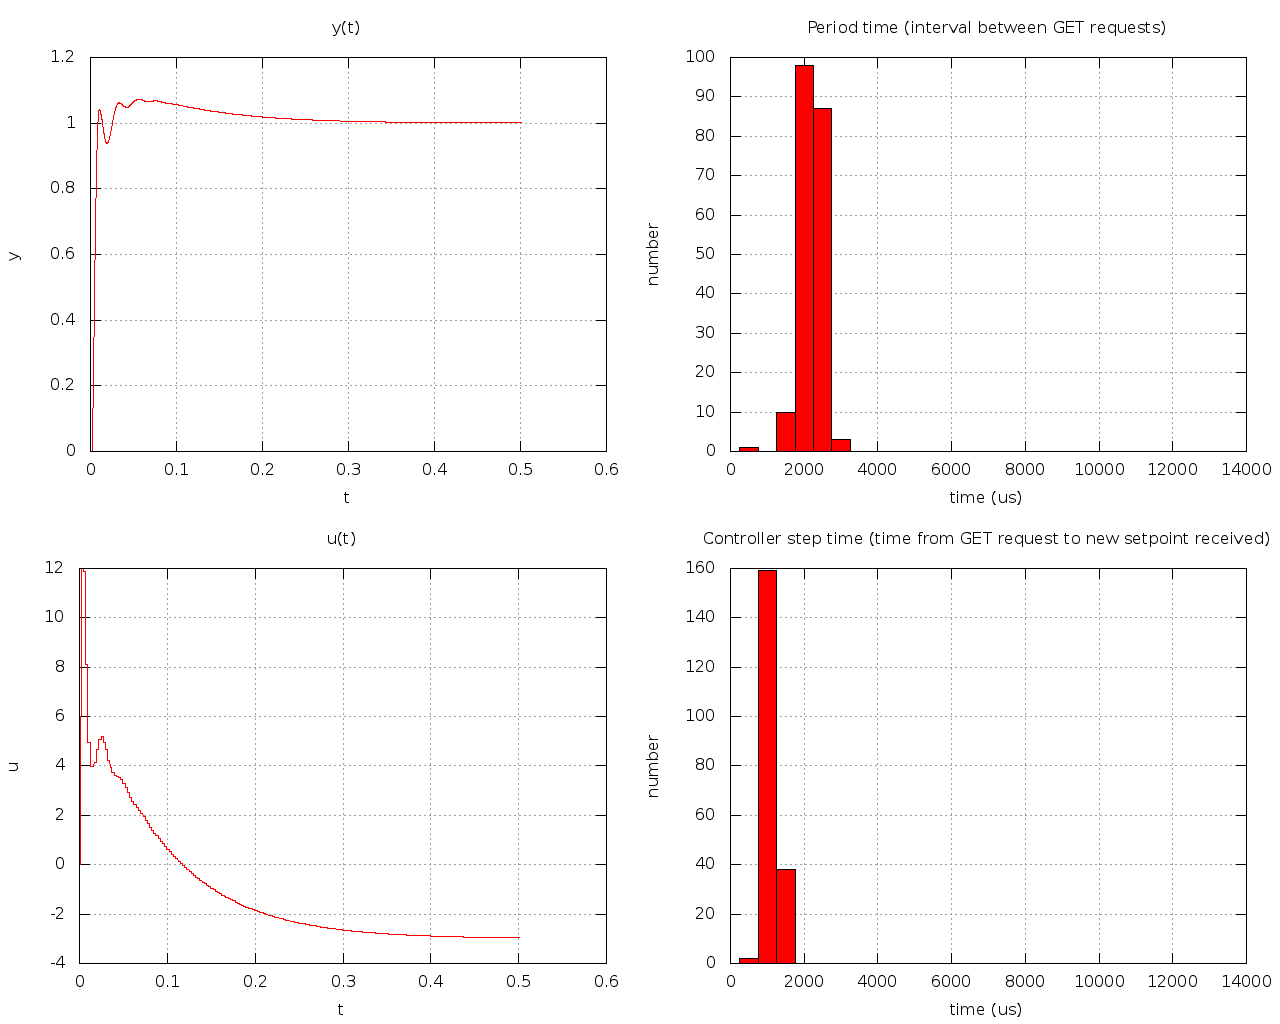 y(t)
1.2
1
0.8
0.6
0.4
0.2
0
y
0 0.1 0.2 0.3 0.4 0.5 0.6
t
Period time (interval between GET requests)
100
90
80
70
60
50
40
30
20
10
0
number
0 2000 4000 6000 8000 10000 12000 14000
time (us)
u(t)
12
10
8
6
4
2
0
-2
-4
u
0 0.1 0.2 0.3 0.4 0.5 0.6
t
Controller step time (time from GET request to new setpoint received)
160
140
120
100
80
60
40
20
0
number
0 2000 4000 6000 8000 10000 12000 14000
time (us)